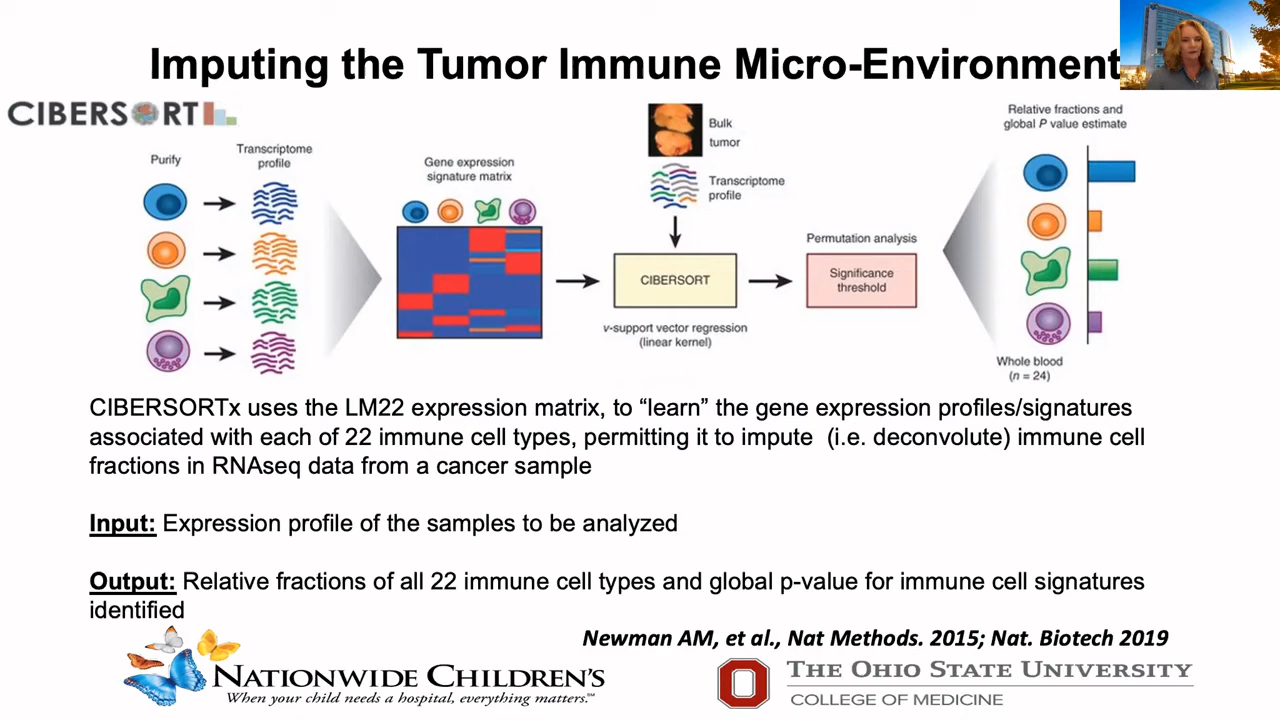 Imputing the Tumor Immune Micro-Environment
CIBERSORT
Purify
Transcriptome
profile
Gene expression
signature matrix
Bulk
tumor
Transcriptome
profile
CIBERSORT
v-support vector regression
(linear kernel)
Permutation analysis
Significance
threshold
Relative fractions and
global P value estimate
Whole blood
(n = 24)
CIBERSORTx uses the LM22 expression matrix, to “learn” the gene expression profiles/signatures
associated with each of 22 immune cell types, permitting it to impute (i.e. deconvolute) immune cell
fractions in RNAseq data from a cancer sample
Input: Expression profile of the samples to be analyzed
Output: Relative fractions of all 22 immune cell types and global p-value for immune cell signatures
identified
Newman AM, et al., Nat Methods. 2015; Nat. Biotech 2019
NATIONWIDE CHILDREN'S
When your child needs a hospital, everything matters.℠
THE OHIO STATE UNIVERSITY
COLLEGE OF MEDICINE